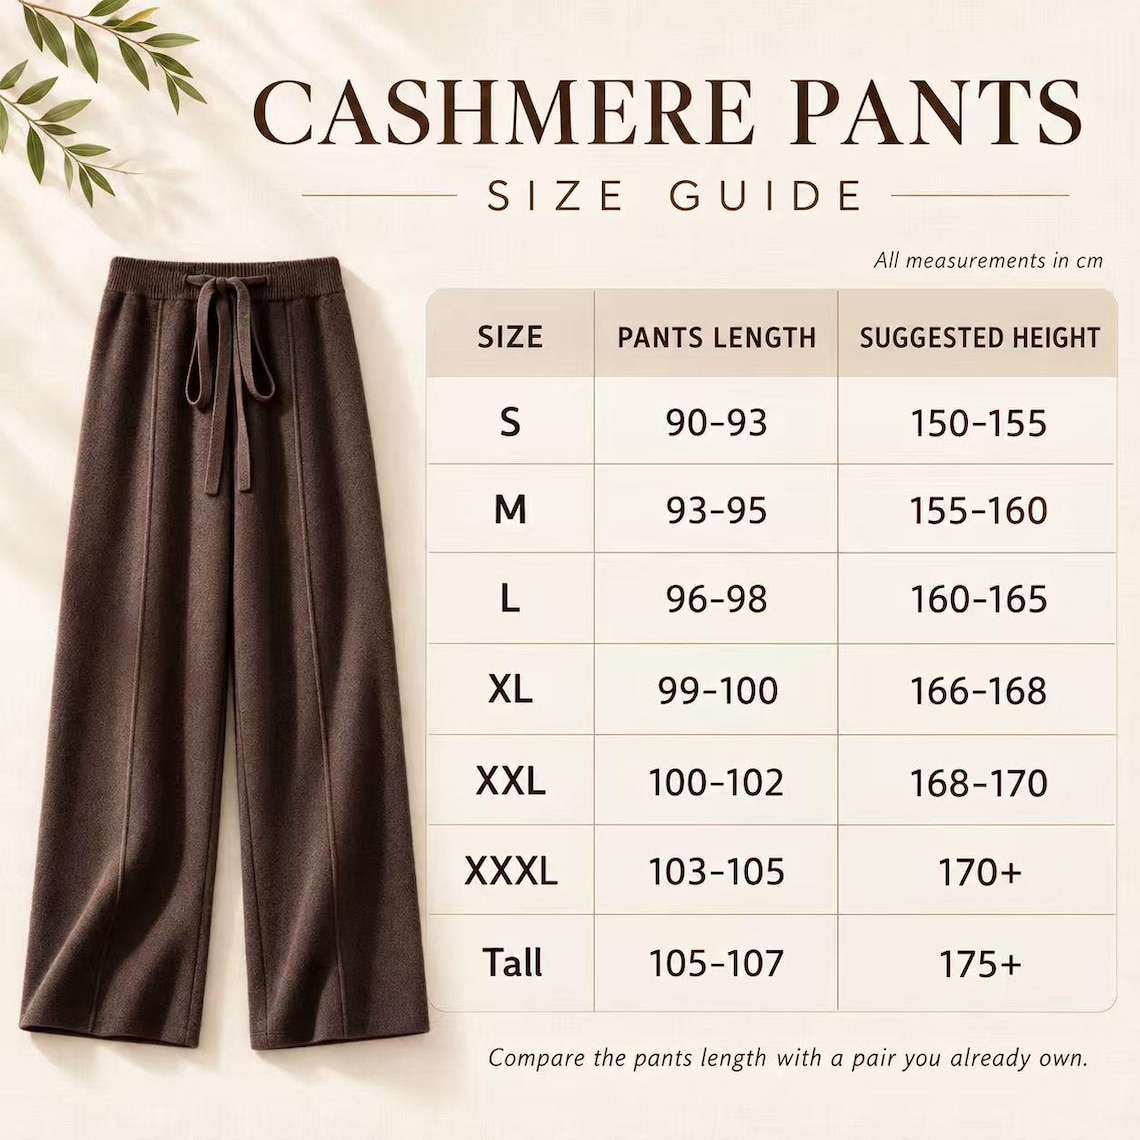 CASHMERE PANTS
SIZE GUIDE
All measurements in cm
SIZE PANTS LENGTH SUGGESTED HEIGHT
S 90-93 150-155
M 93-95 155-160
L 96-98 160-165
XL 99-100 166-168
XXL 100-102 168-170
XXXL 103-105 170+
Tall 105-107 175+
Compare the pants length with a pair you already own.